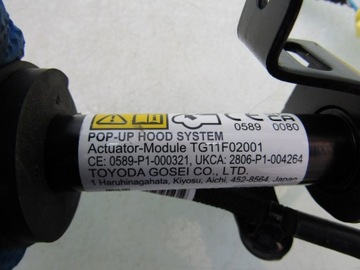 0589 0080
POP-UP HOOD SYSTEM
Actuator-Module TG11F02001
CE: 0589-P1-000321, UKCA: 2806-P1-004264
TOYODA GOSEI CO., LTD.
1 Haruhinagahata, Kiyosu, Aichi, 452-8564, Japan